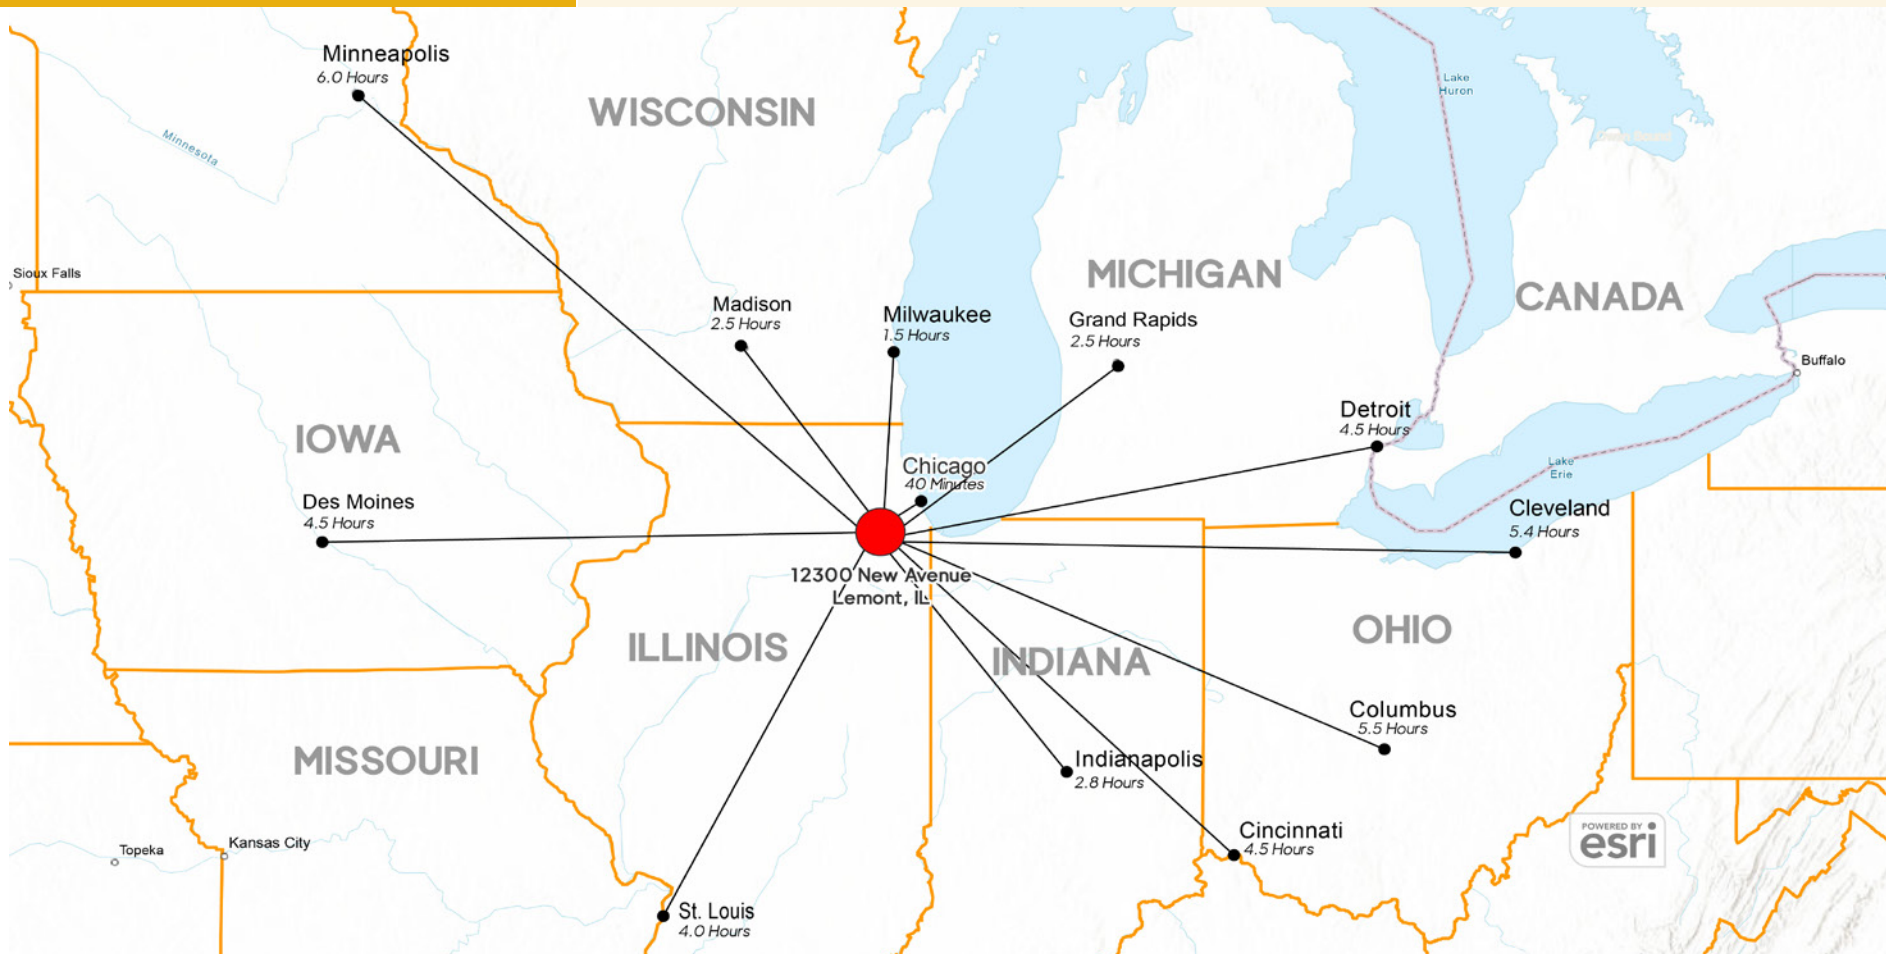 Minneapolis
6.0 Hours
WISCONSIN
Lake
Huron
Minnesota
Sioux Falls
MICHIGAN
CANADA
Madison
2.5 Hours
Milwaukee
1.5 Hours
Grand Rapids
2.5 Hours
Buffalo
Detroit
4.5 Hours
IOWA
Chicago
40 Minutes
Lake
Erie
Des Moines
4.5 Hours
Cleveland
5.4 Hours
12300 New Avenue
Lemont, IL
ILLINOIS
INDIANA
OHIO
Columbus
5.5 Hours
MISSOURI
Indianapolis
2.8 Hours
Cincinnati
4.5 Hours
POWERED BY
esri
Kansas City
Topeka
St. Louis
4.0 Hours